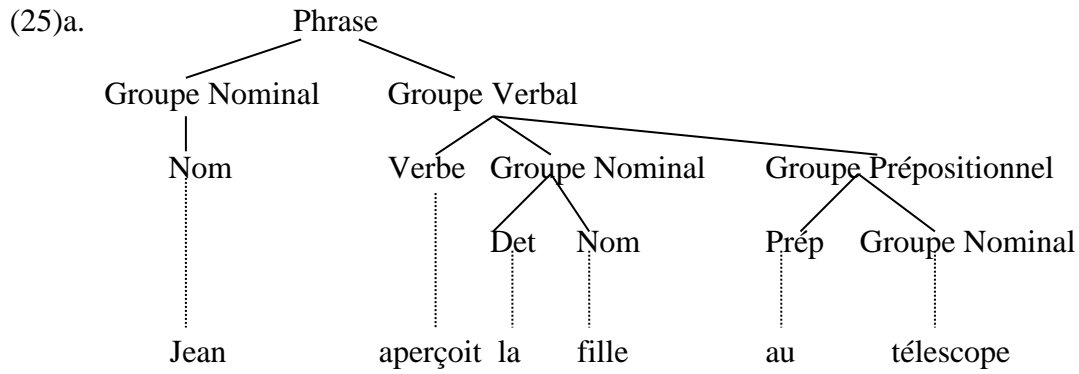 (25)a. Phrase
Groupe Nominal Groupe Verbal
Nom Verbe Groupe Nominal Groupe Prépositionnel
Det Nom Prép Groupe Nominal
Jean aperçoit la fille au télescope